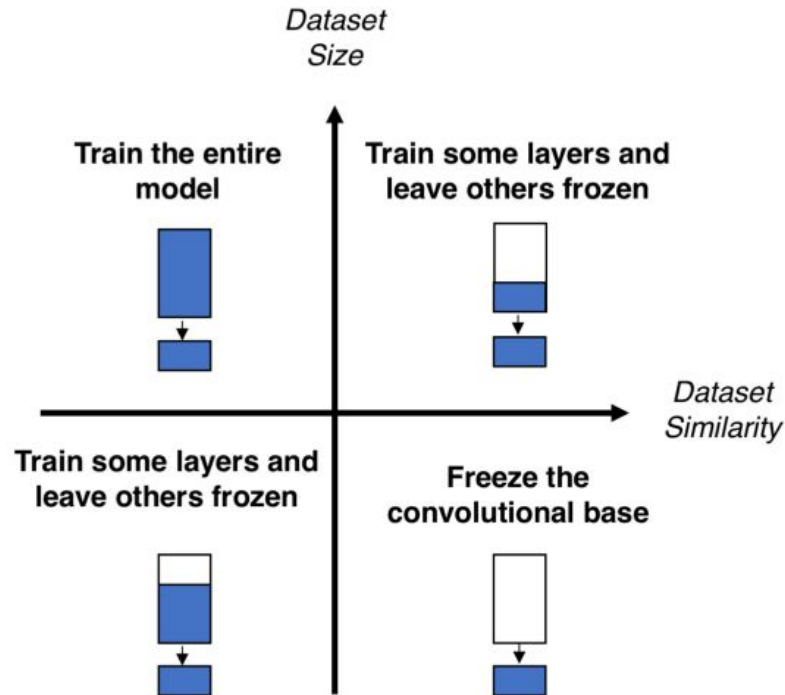 Dataset
Size
Train the entire
model
Train some layers and
leave others frozen
Dataset
Similarity
Train some layers and
leave others frozen
Freeze the
convolutional base